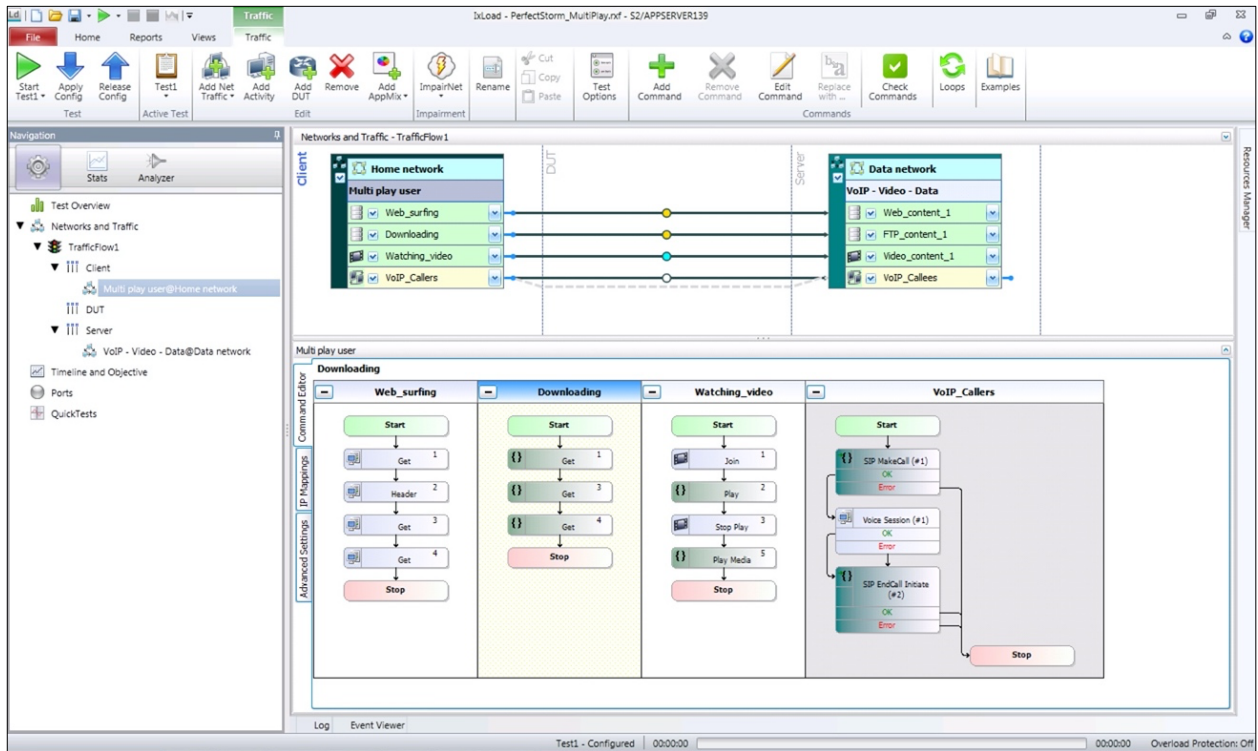 Ld
Traffic
IxLoad - PerfectStorm_MultiPlay.rxf - S2/APPSERVER139
File Home Reports Views Traffic
Start Test1 Apply Config Release Config Test1 Add Net Traffic Add Activity Add DUT Remove Add AppMix ImpairNet Rename Cut Copy Paste Test Options Add Command Remove Command Edit Command Replace with ... Check Commands Loops Examples
Test Active Test Edit Impairment Commands
Navigation
Stats Analyzer
Test Overview
Networks and Traffic
TrafficFlow1
Client
Multi play user@Home network
DUT
Server
VoIP - Video - Data@Data network
Timeline and Objective
Ports
QuickTests
Networks and Traffic - TrafficFlow1
Client
DUT
Server
Home network
Multi play user
Web_surfing
Downloading
Watching_video
VoIP_Callers
Data network
VoIP - Video - Data
Web_content_1
FTP_content_1
Video_content_1
VoIP_Callees
Resources Manager
Multi play user
Command Editor
IP Mappings
Advanced Settings
Downloading
Web_surfing
Start
Get 1
Header 2
Get 3
Get 4
Stop
Downloading
Start
{} Get 1
{} Get 3
{} Get 4
Stop
Watching_video
Start
Join 1
{} Play 2
Stop Play 3
{} Play Media 5
Stop
VoIP_Callers
Start
{} SIP MakeCall (#1)
OK
Error
Voice Session (#1)
OK
Error
{} SIP EndCall Initiate
(#2)
OK
Error
Stop
Log Event Viewer
Test1 - Configured 00:00:00 00:00:00 Overload Protection: Off